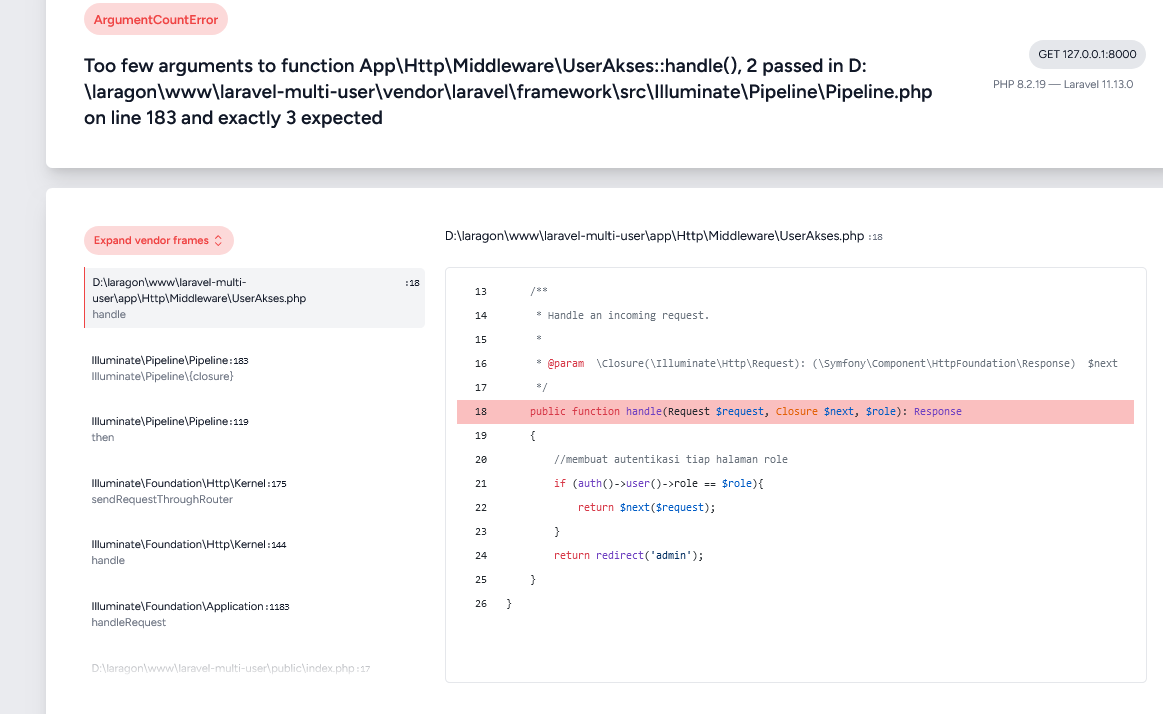 ArgumentCountError
Too few arguments to function App\Http\Middleware\UserAkses::handle(), 2 passed in D:
\laragon\www\laravel-multi-user\vendor\laravel\framework\src\Illuminate\Pipeline\Pipeline.php
on line 183 and exactly 3 expected
GET 127.0.0.1:8000
PHP 8.2.19 — Laravel 11.13.0
Expand vendor frames
D:\laragon\www\laravel-multi-
user\app\Http\Middleware\UserAkses.php :18
handle
Illuminate\Pipeline\Pipeline:183
Illuminate\Pipeline\{closure}
Illuminate\Pipeline\Pipeline:119
then
Illuminate\Foundation\Http\Kernel:175
sendRequestThroughRouter
Illuminate\Foundation\Http\Kernel:144
handle
Illuminate\Foundation\Application:1183
handleRequest
D:\laragon\www\laravel-multi-user\public\index.php:17
D:\laragon\www\laravel-multi-user\app\Http\Middleware\UserAkses.php :18
13 /**
14 * Handle an incoming request.
15 *
16 * @param \Closure(\Illuminate\Http\Request): (\Symfony\Component\HttpFoundation\Response) $next
17 */
18 public function handle(Request $request, Closure $next, $role): Response
19 {
20 //membuat autentikasi tiap halaman role
21 if (auth()->user()->role == $role){
22 return $next($request);
23 }
24 return redirect('admin');
25 }
26 }